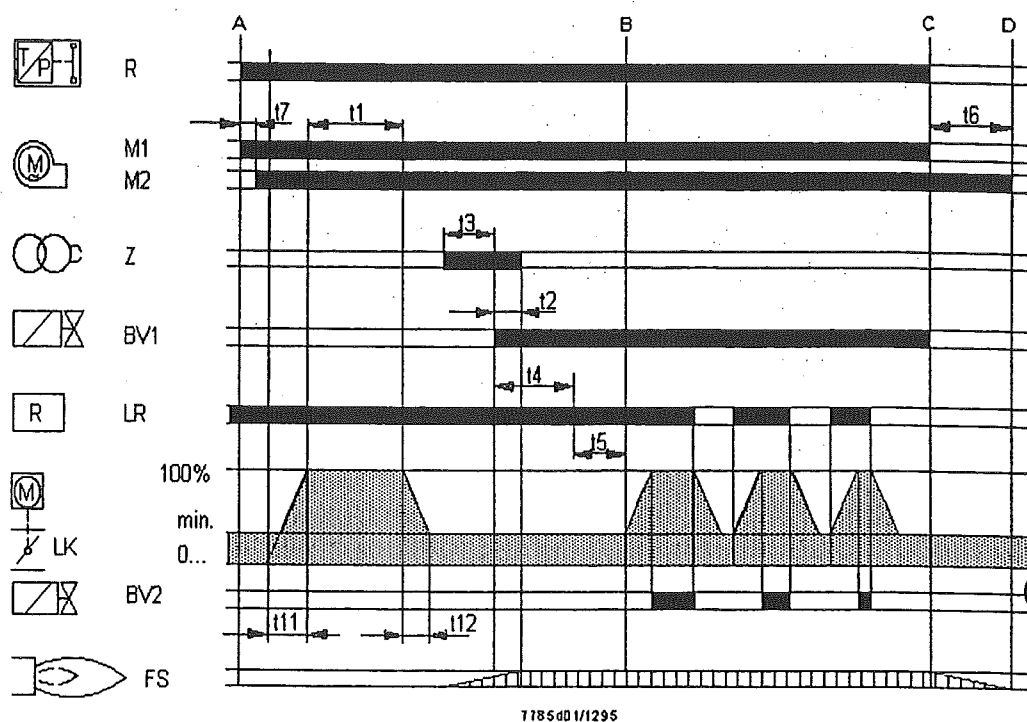 A B C D
T/P R
t7 t1 t6
M1
M M2
t3
Z
t2
BV1
t4
R LR
t5
100%
M
min.
LK
0...
BV2
t11 t12
FS
7785d01/1295